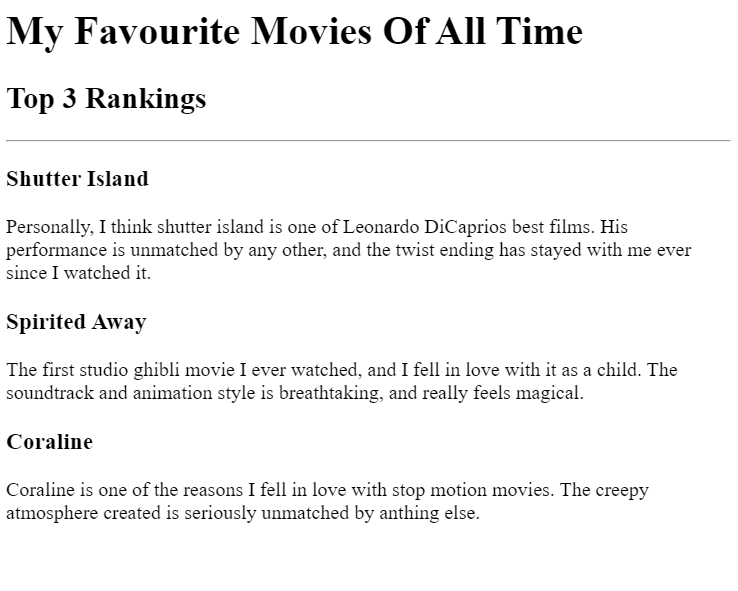 My Favourite Movies Of All Time
Top 3 Rankings
Shutter Island
Personally, I think shutter island is one of Leonardo DiCaprios best films. His
performance is unmatched by any other, and the twist ending has stayed with me ever
since I watched it.
Spirited Away
The first studio ghibli movie I ever watched, and I fell in love with it as a child. The
soundtrack and animation style is breathtaking, and really feels magical.
Coraline
Coraline is one of the reasons I fell in love with stop motion movies. The creepy
atmosphere created is seriously unmatched by anthing else.